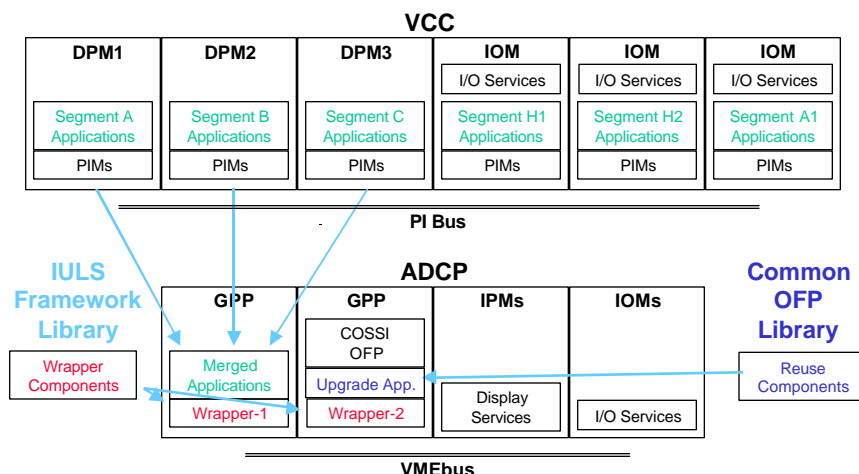 VCC
DPM1 DPM2 DPM3 IOM IOM IOM
I/O Services I/O Services I/O Services
Segment A Segment B Segment C Segment H1 Segment H2 Segment A1
Applications Applications Applications Applications Applications Applications
PIMs PIMs PIMs PIMs PIMs PIMs
PI Bus
IULS
Framework
Library
ADCP
Common
OFP
Library
GPP GPP IPMs IOMs
COSSI
OFP
Wrapper
Components
Merged
Applications
Upgrade App.
Display
Services
Reuse
Components
Wrapper-1 Wrapper-2 I/O Services
VMEbus